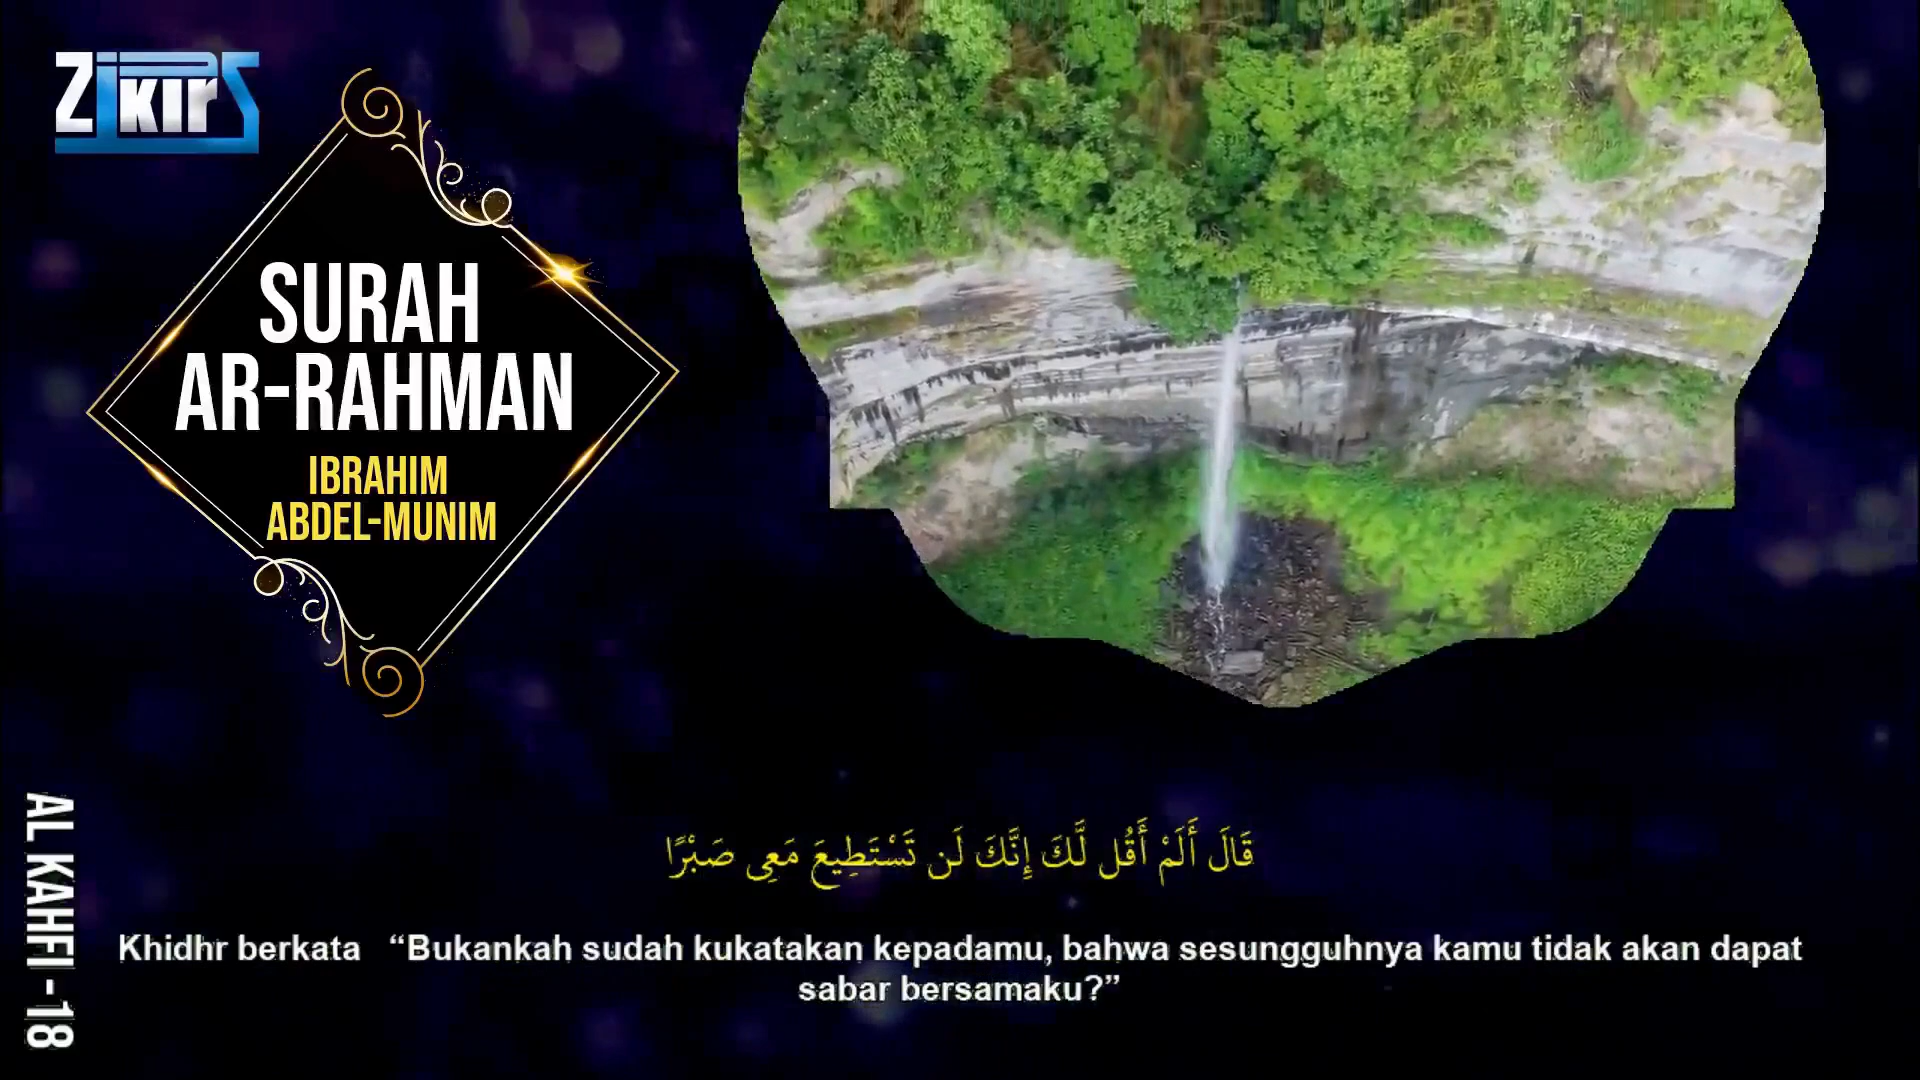 ZikirS
SURAH
AR-RAHMAN
IBRAHIM
ABDEL-MUNIM
AL KAHFI - 18
قَالَ أَلَمْ أَقُل لَّكَ إِنَّكَ لَن تَسْتَطِيعَ مَعِى صَبْرًا
Khidhr berkata “Bukankah sudah kukatakan kepadamu, bahwa sesungguhnya kamu tidak akan dapat
sabar bersamaku?”